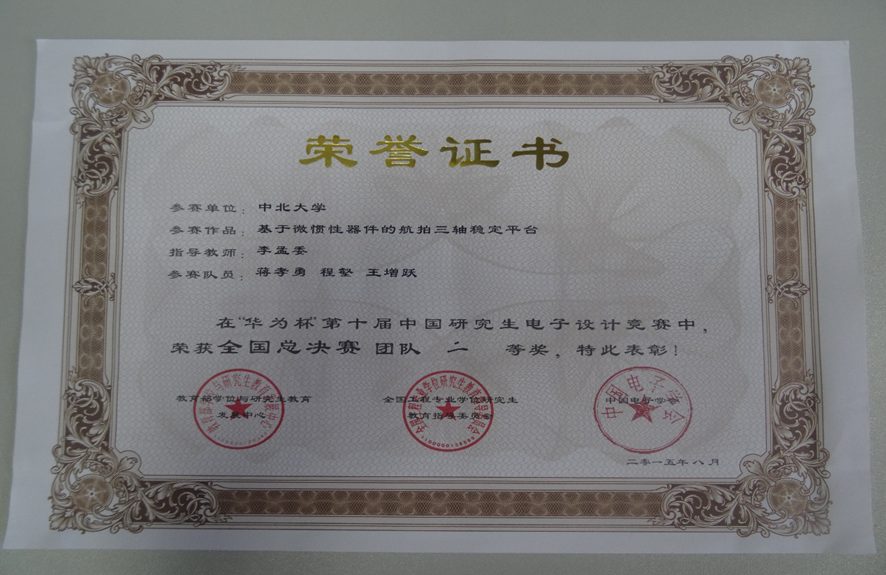 荣誉证书
参赛单位：中北大学
参赛作品：基于微惯性器件的航拍三轴稳定平台
指导教师：李孟委
参赛队员：蒋孝勇 程壑 王增跃
在“华为杯”第十届中国研究生电子设计竞赛中，
荣获全国总决赛 团队 二 等奖，特此表彰！
教育部学位与研究生教育 全国工程专业学位研究生 中国电子学会
发展中心 教育指导委员会
二零一五年八月